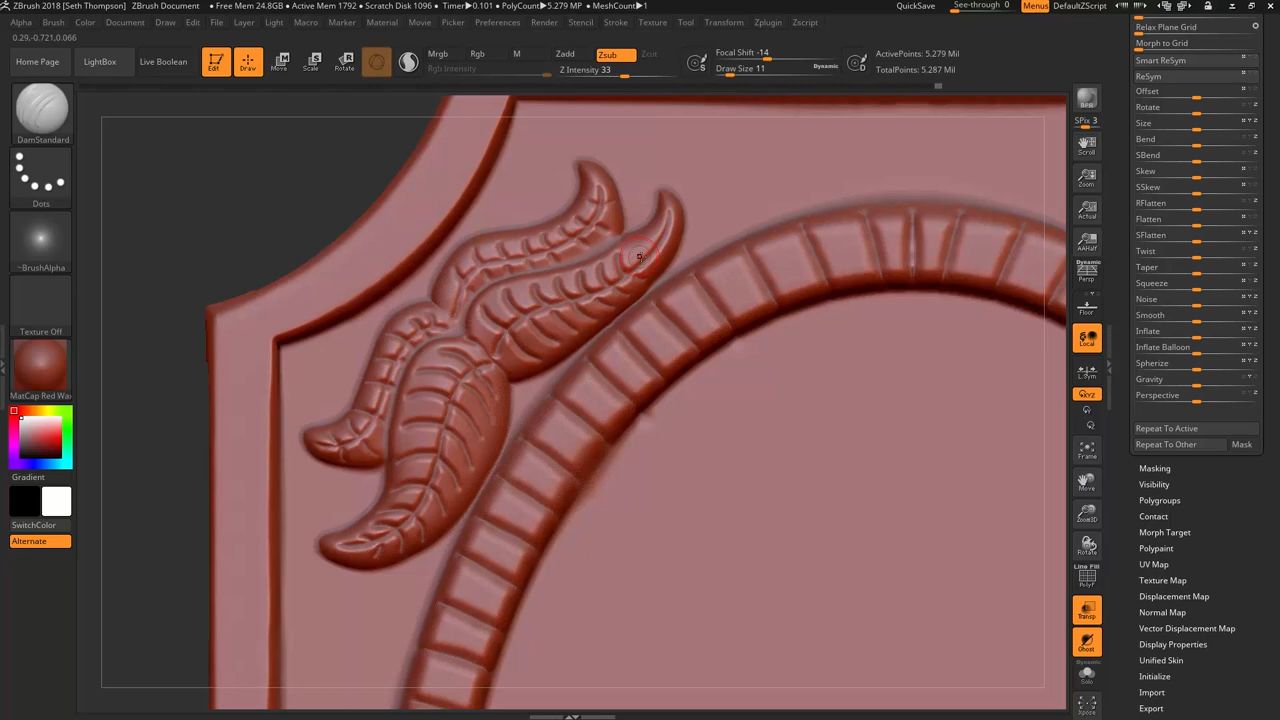 ZBrush 2018 [Seth Thompson] ZBrush Document • Free Mem 24.8GB • Active Mem 1792 • Scratch Disk 1096 • Timer▶0.101 • PolyCount▶5.279 MP • MeshCount▶1 QuickSave See-through 0 Menus DefaultZScript
Alpha Brush Color Document Draw Edit File Layer Light Macro Marker Material Movie Picker Preferences Render Stencil Stroke Texture Tool Transform Zplugin Zscript
0.29,-0.721,0.066
Home Page LightBox Live Boolean Edit Draw Move Scale Rotate
Mrgb Rgb M Zadd Zsub Zcut
Rgb Intensity Z Intensity 33
Focal Shift -14
Draw Size 11 Dynamic
ActivePoints: 5.279 Mil
TotalPoints: 5.287 Mil
DamStandard
Dots
~BrushAlpha
Texture Off
MatCap Red Wax
Gradient
SwitchColor
Alternate
BPR
SPix 3
Scroll
Zoom
Actual
AAHalf
Dynamic
Persp
Floor
Local
L.Sym
XYZ
Frame
Move
Zoom3D
Rotate
Line Fill
PolyF
Transp
Ghost
Dynamic
Solo
Xpose
Relax Plane Grid
Morph to Grid
Smart ReSym
ReSym
Offset
Rotate
Size
Bend
SBend
Skew
SSkew
RFlatten
Flatten
SFlatten
Twist
Taper
Squeeze
Noise
Smooth
Inflate
Inflate Balloon
Spherize
Gravity
Perspective
Repeat To Active
Repeat To Other Mask
Masking
Visibility
Polygroups
Contact
Morph Target
Polypaint
UV Map
Texture Map
Displacement Map
Normal Map
Vector Displacement Map
Display Properties
Unified Skin
Initialize
Import
Export